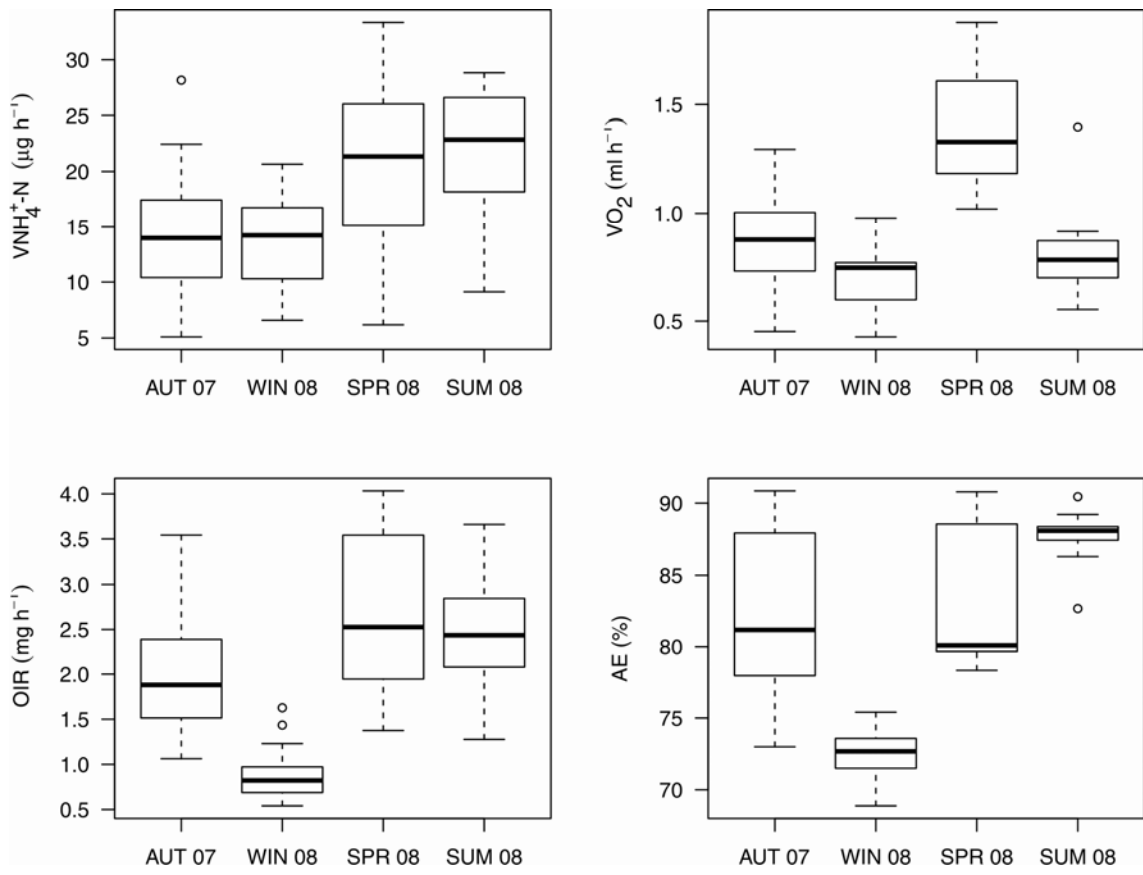 VNH₄⁺-N (µg h⁻¹)
30
25
20
15
10
5
AUT 07 WIN 08 SPR 08 SUM 08
VO₂ (ml h⁻¹)
1.5
1.0
0.5
AUT 07 WIN 08 SPR 08 SUM 08
OIR (mg h⁻¹)
4.0
3.5
3.0
2.5
2.0
1.5
1.0
0.5
AUT 07 WIN 08 SPR 08 SUM 08
AE (%)
90
85
80
75
70
AUT 07 WIN 08 SPR 08 SUM 08